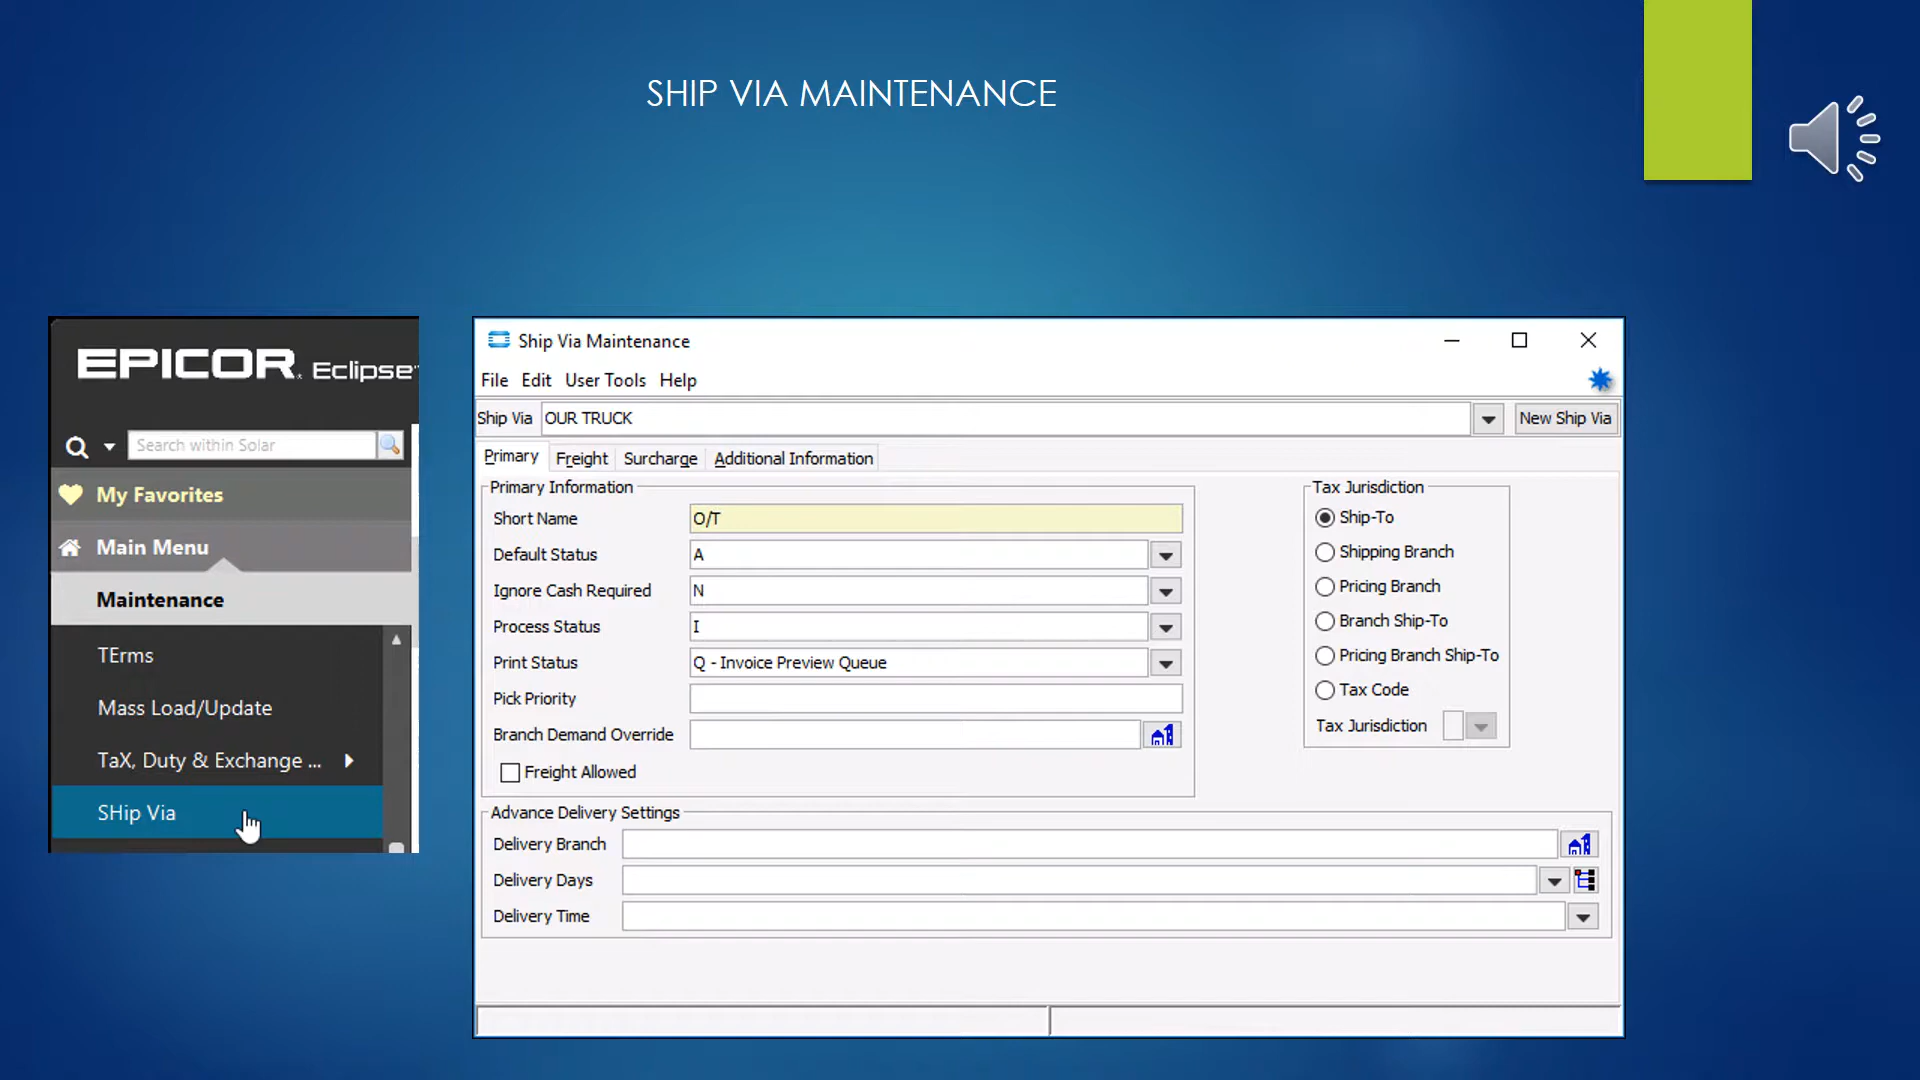 SHIP VIA MAINTENANCE
EPICOR. Eclipse
Search within Solar
My Favorites
Main Menu
Maintenance
TErms
Mass Load/Update
TaX, Duty & Exchange ...
SHip Via
Ship Via Maintenance
File Edit User Tools Help
Ship Via OUR TRUCK New Ship Via
Primary Freight Surcharge Additional Information
Primary Information
Short Name O/T
Default Status A
Ignore Cash Required N
Process Status I
Print Status Q - Invoice Preview Queue
Pick Priority
Branch Demand Override
Freight Allowed
Tax Jurisdiction
Ship-To
Shipping Branch
Pricing Branch
Branch Ship-To
Pricing Branch Ship-To
Tax Code
Tax Jurisdiction
Advance Delivery Settings
Delivery Branch
Delivery Days
Delivery Time